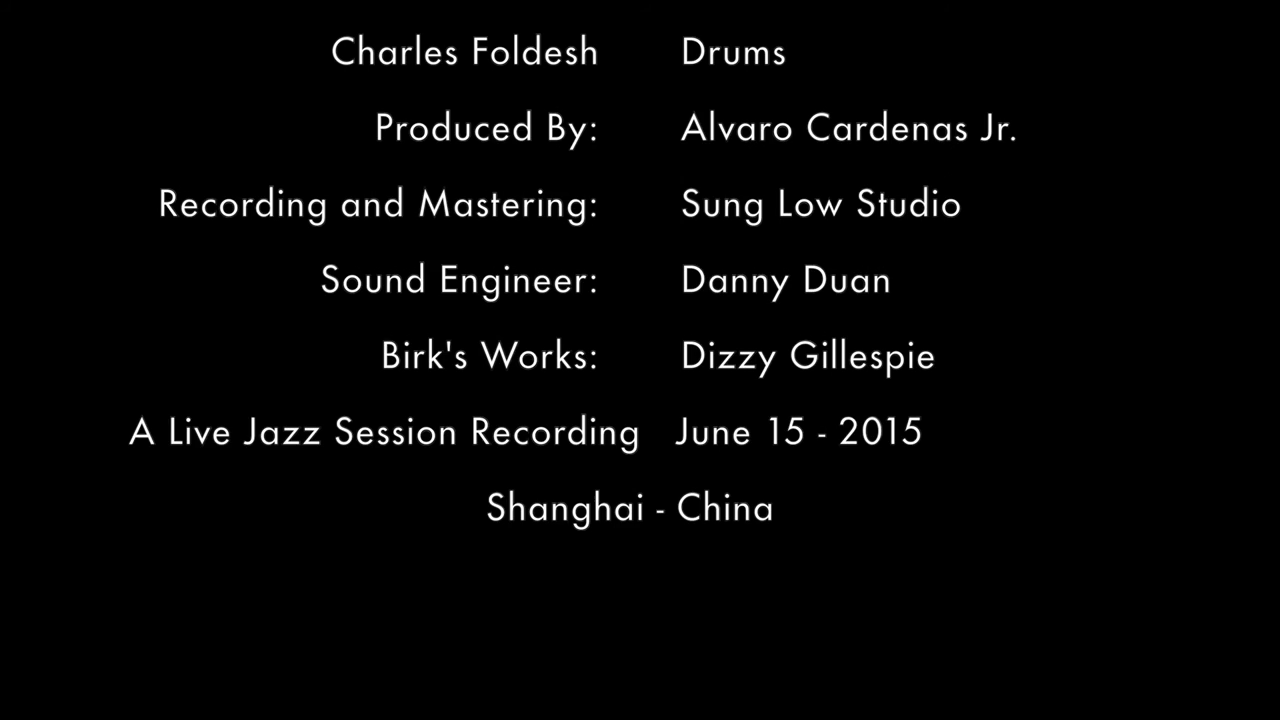 Charles Foldesh Drums
Produced By: Alvaro Cardenas Jr.
Recording and Mastering: Sung Low Studio
Sound Engineer: Danny Duan
Birk's Works: Dizzy Gillespie
A Live Jazz Session Recording June 15 - 2015
Shanghai - China